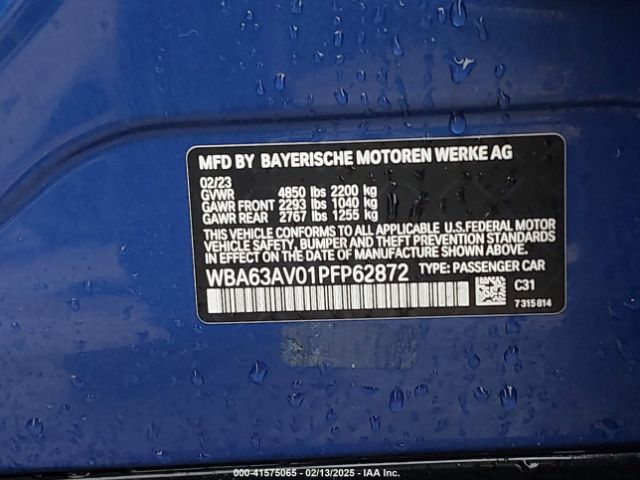 MFD BY BAYERISCHE MOTOREN WERKE AG
02/23
GVWR 4850 lbs 2200 kg
GAWR FRONT 2293 lbs 1040 kg
GAWR REAR 2767 lbs 1255 kg
THIS VEHICLE CONFORMS TO ALL APPLICABLE U.S.FEDERAL MOTOR
VEHICLE SAFETY, BUMPER, AND THEFT PREVENTION STANDARDS
IN EFFECT ON THE DATE OF MANUFACTURE SHOWN ABOVE.
WBA63AV01PFP62872 TYPE: PASSENGER CAR
C31
7 315 814
000-41575065 - 02/13/2025 - IAA Inc.